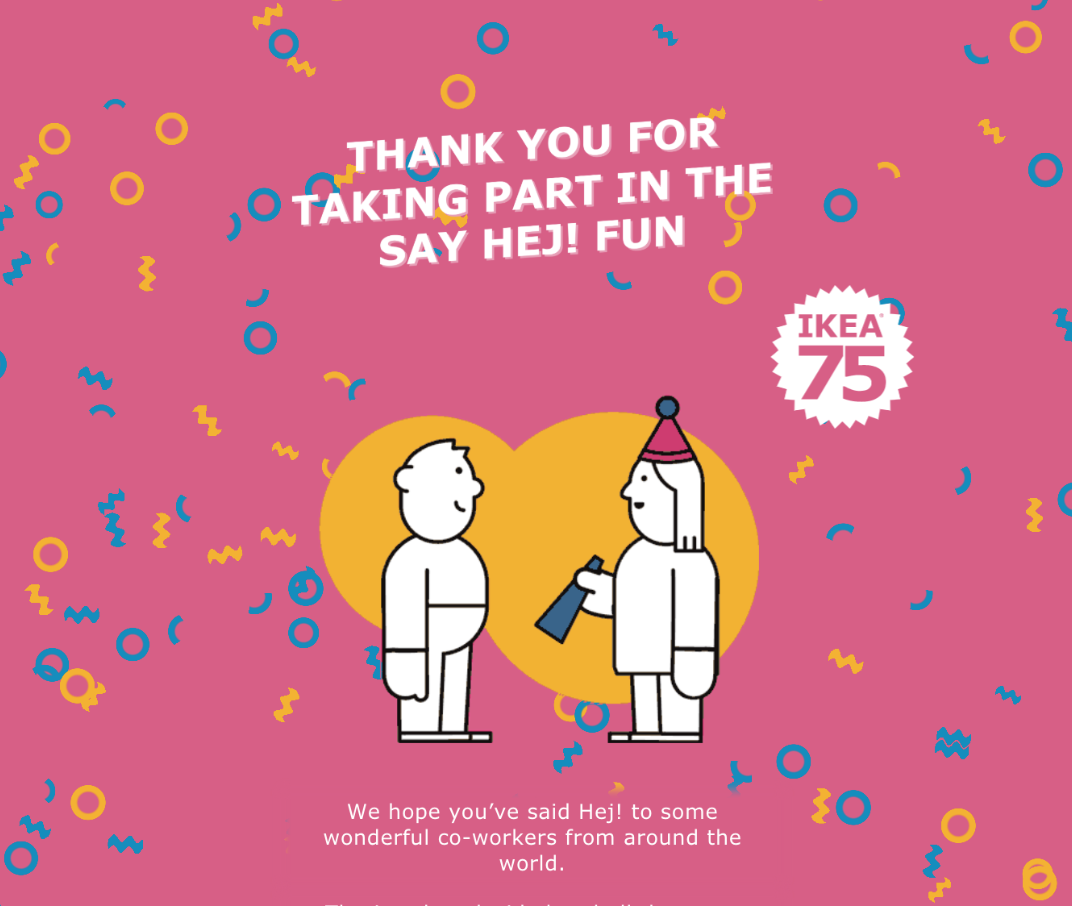 THANK YOU FOR
TAKING PART IN THE
SAY HEJ! FUN
IKEA®
75
We hope you’ve said Hej! to some
wonderful co-workers from around the
world.